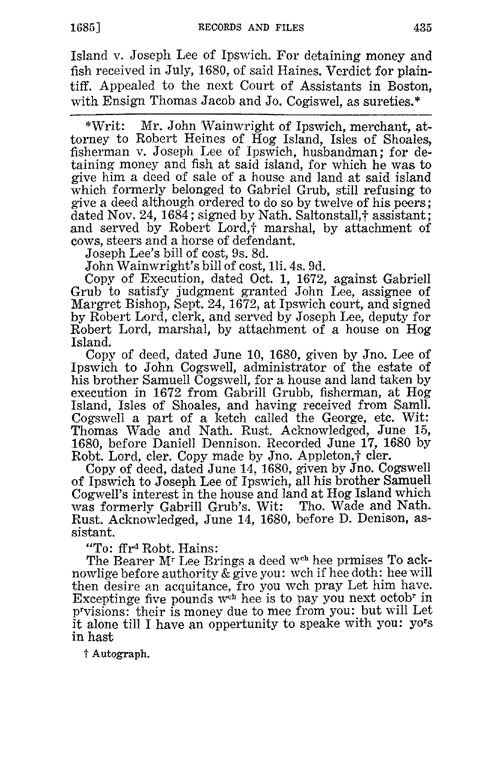 1685] RECORDS AND FILES 435
Island v. Joseph Lee of Ipswich. For detaining money and
fish received in July, 1680, of said Haines. Verdict for plain-
tiff. Appealed to the next Court of Assistants in Boston,
with Ensign Thomas Jacob and Jo. Cogiswel, as sureties.*
*Writ: Mr. John Wainwright of Ipswich, merchant, at-
torney to Robert Heines of Hog Island, Isles of Shoales,
fisherman v. Joseph Lee of Ipswich, husbandman; for de-
taining money and fish at said island, for which he was to
give him a deed of sale of a house and land at said island
which formerly belonged to Gabriel Grub, still refusing to
give a deed although ordered to do so by twelve of his peers;
dated Nov. 24, 1684; signed by Nath. Saltonstall,† assistant;
and served by Robert Lord,† marshal, by attachment of
cows, steers and a horse of defendant.
Joseph Lee's bill of cost, 9s. 8d.
John Wainwright's bill of cost, 1li. 4s. 9d.
Copy of Execution, dated Oct. 1, 1672, against Gabriell
Grub to satisfy judgment granted John Lee, assignee of
Margret Bishop, Sept. 24, 1672, at Ipswich court, and signed
by Robert Lord, clerk, and served by Joseph Lee, deputy for
Robert Lord, marshal, by attachment of a house on Hog
Island.
Copy of deed, dated June 10, 1680, given by Jno. Lee of
Ipswich to John Cogswell, administrator of the estate of
his brother Samuell Cogswell, for a house and land taken by
execution in 1672 from Gabrill Grubb, fisherman, at Hog
Island, Isles of Shoales, and having received from Samll.
Cogswell a part of a ketch called the George, etc. Wit:
Thomas Wade and Nath. Rust. Acknowledged, June 15,
1680, before Daniell Dennison. Recorded June 17, 1680 by
Robt. Lord, cler. Copy made by Jno. Appleton,† cler.
Copy of deed, dated June 14, 1680, given by Jno. Cogswell
of Ipswich to Joseph Lee of Ipswich, all his brother Samuell
Cogwell's interest in the house and land at Hog Island which
was formerly Gabril Grub's. Wit: Tho. Wade and Nath.
Rust. Acknowledged, June 14, 1680, before D. Denison, as-
sistant.
"To: ffrᵈ Robt. Hains:
The Bearer Mʳ Lee Brings a deed wᶜʰ hee prmises To ack-
nowlige before authority & give you: wch if hee doth: hee will
then desire an acquitance, fro you wch pray Let him have.
Exceptinge five pounds wᶜʰ hee is to pay you next octobʳ in
pʳvisions: their is money due to mee from you: but will Let
it alone till I have an oppertunity to speake with you: yoʳs
in hast
† Autograph.